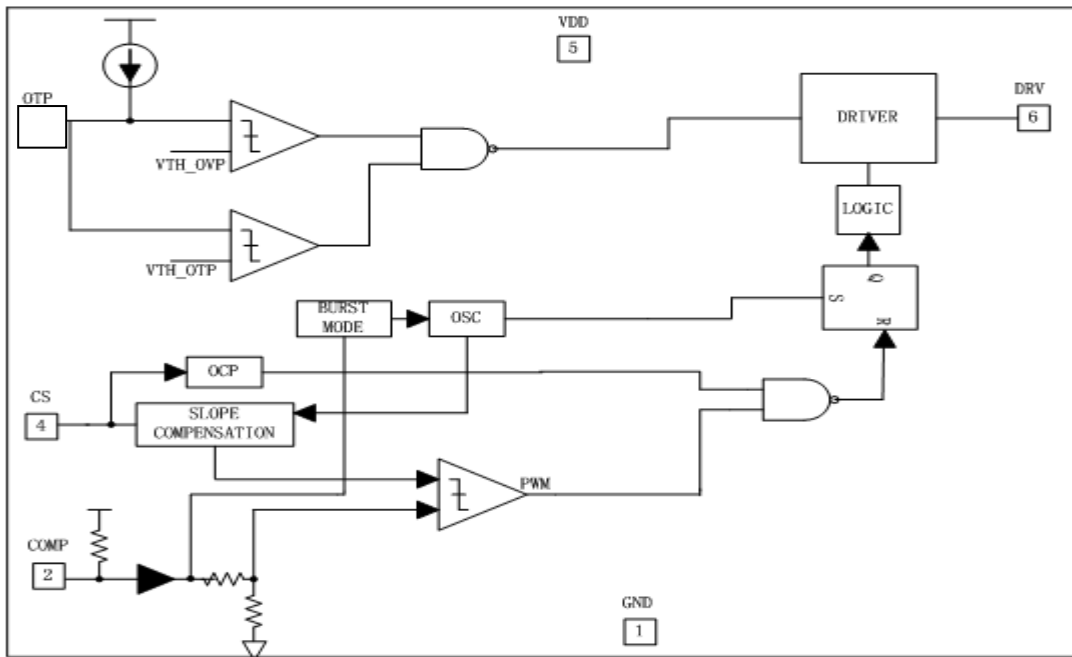 VDD
5
OTP
DRV
DRIVER
6
VTH_OVP
LOGIC
VTH_OTP
Q
S
R
BURST
MODE
OSC
OCP
CS
4
SLOPE
COMPENSATION
PWM
COMP
2
GND
1